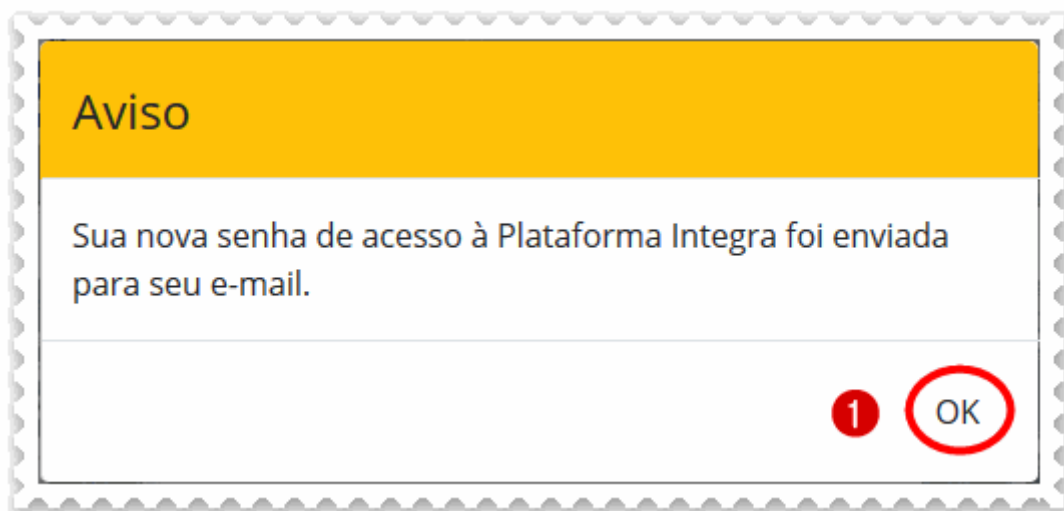 Aviso
Sua nova senha de acesso à Plataforma Integra foi enviada
para seu e-mail.
1 OK